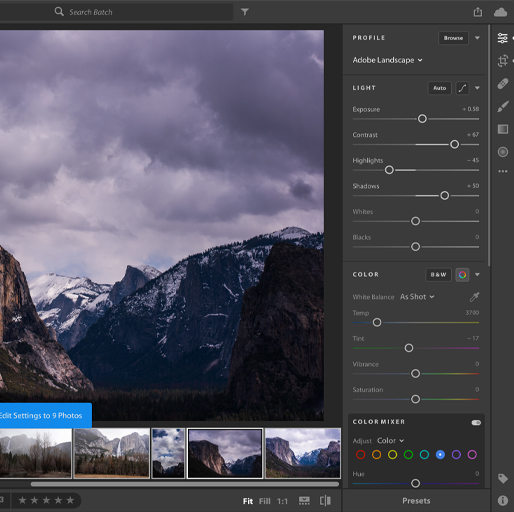 Search Batch
PROFILE
Browse
Adobe Landscape
LIGHT
Auto
Exposure
+ 0.58
Contrast
+ 67
Highlights
− 45
Shadows
+ 50
Whites
0
Blacks
0
COLOR
B & W
White Balance
As Shot
Temp
3700
Tint
− 17
Vibrance
0
Saturation
0
Edit Settings to 9 Photos
COLOR MIXER
Adjust
Color
Hue
0
Fit
Fill
1:1
Presets